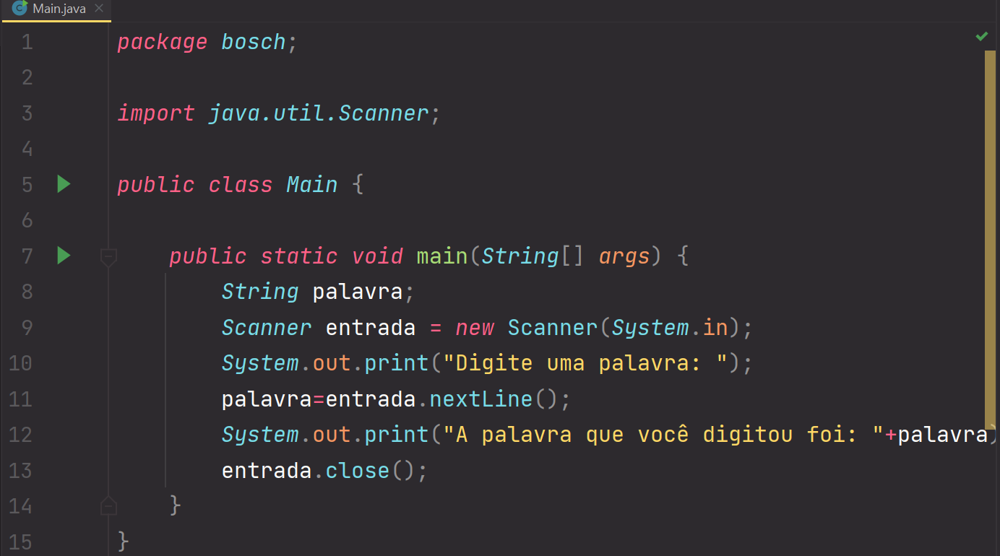 Main.java
1 package bosch;
2
3 import java.util.Scanner;
4
5 public class Main {
6
7 public static void main(String[] args) {
8 String palavra;
9 Scanner entrada = new Scanner(System.in);
10 System.out.print("Digite uma palavra: ");
11 palavra=entrada.nextLine();
12 System.out.print("A palavra que você digitou foi: "+palavra)
13 entrada.close();
14 }
15 }